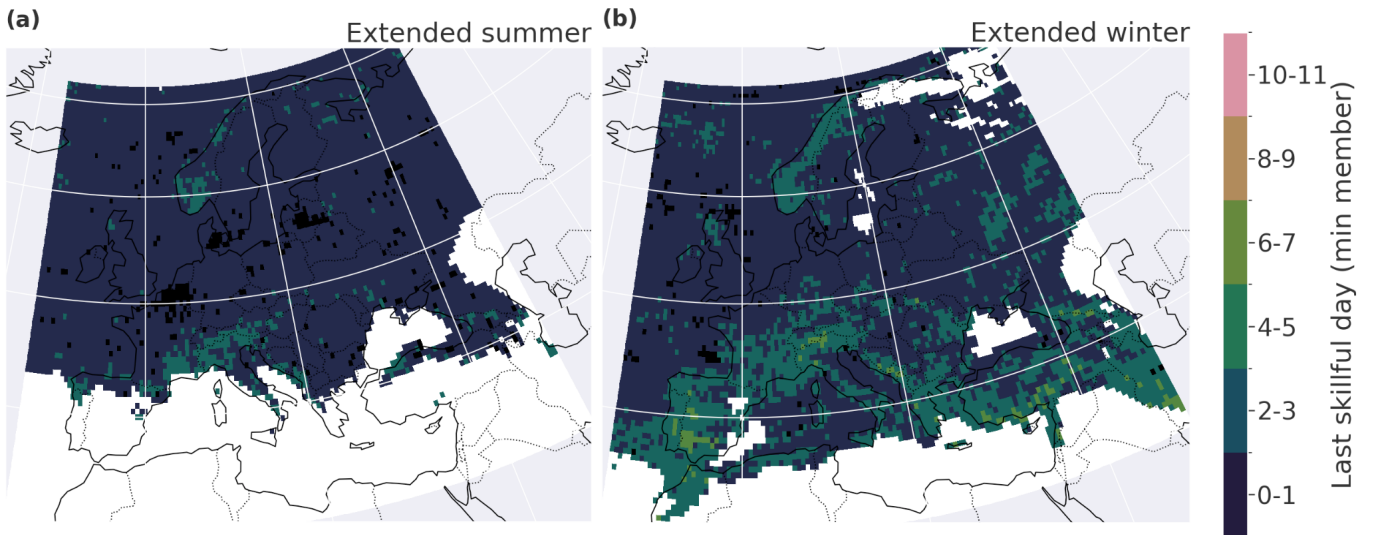 (a)
Extended summer
(b)
Extended winter
10-11
8-9
6-7
4-5
2-3
0-1
Last skillful day (min member)